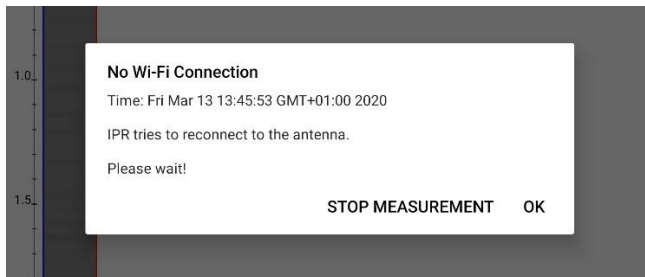 No Wi-Fi Connection
Time: Fri Mar 13 13:45:53 GMT+01:00 2020
IPR tries to reconnect to the antenna.
Please wait!
STOP MEASUREMENT OK
1.0
1.5